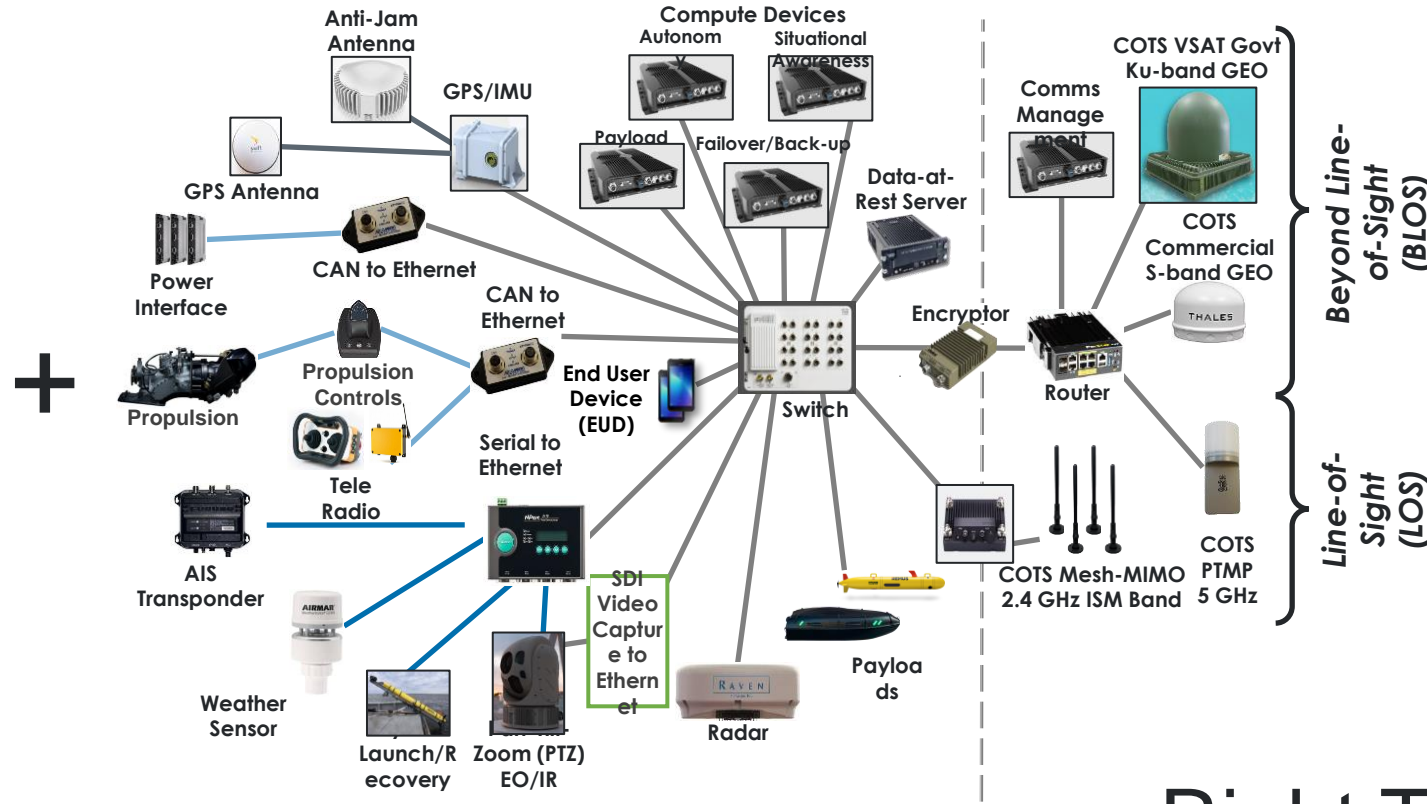 Anti-Jam
Antenna
Compute Devices
Autonom
y
Situational
Awareness
COTS VSAT Govt
Ku-band GEO
GPS/IMU
Comms
Manage
ment
Payload
Failover/Back-up
GPS Antenna
Data-at-
Rest Server
Beyond Line-
of-Sight
(BLOS)
COTS
Commercial
S-band GEO
CAN to Ethernet
Power
Interface
CAN to
Ethernet
Encryptor
THALES
+
Propulsion
Controls
Propulsion
End User
Device
(EUD)
Switch
Router
Serial to
Ethernet
Tele
Radio
Line-of-
Sight
(LOS)
AIS
Transponder
COTS Mesh-MIMO
2.4 GHz ISM Band
COTS
PTMP
5 GHz
SDI
Video
Captur
e to
Ethern
et
AIRMAR
REMUS
Payloa
ds
RAVEN
Weather
Sensor
Radar
Launch/R
ecovery
Zoom (PTZ)
EO/IR